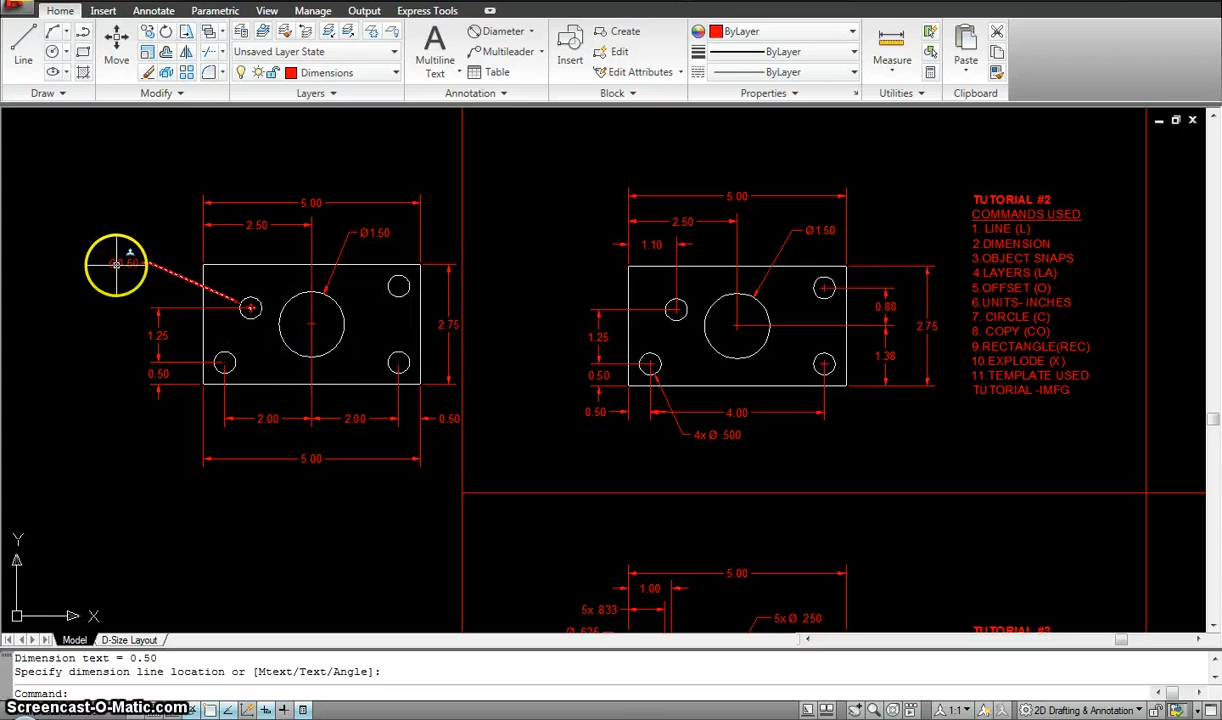 Home Insert Annotate Parametric View Manage Output Express Tools
Line
Move
Unsaved Layer State
Dimensions
Multiline
Text
Diameter
Multileader
Table
Insert
Create
Edit
Edit Attributes
ByLayer
ByLayer
ByLayer
Measure
Paste
Draw
Modify
Layers
Annotation
Block
Properties
Utilities
Clipboard
5.00
2.50
Ø1.50
1.25
0.50
2.75
2.00
2.00
0.50
5.00
5.00
2.50
1.10
Ø1.50
0.88
2.75
1.38
1.25
0.50
0.50
4.00
4x Ø .500
TUTORIAL #2
COMMANDS USED
1. LINE (L)
2.DIMENSION
3.OBJECT SNAPS
4.LAYERS (LA)
5.OFFSET (O)
6.UNITS- INCHES
7. CIRCLE (C)
8. COPY (CO)
9.RECTANGLE(REC)
10.EXPLODE (X)
11.TEMPLATE USED
TUTORIAL -IMFG
5.00
1.00
5x .833
5x Ø .250
Y
X
Model D-Size Layout
Dimension text = 0.50
Specify dimension line location or [Mtext/Text/Angle]:
Command:
Screencast-O-Matic.com
1:1
2D Drafting & Annotation